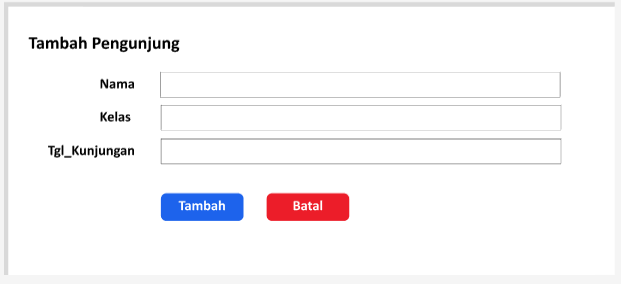 Tambah Pengunjung
Nama
Kelas
Tgl_Kunjungan
Tambah Batal